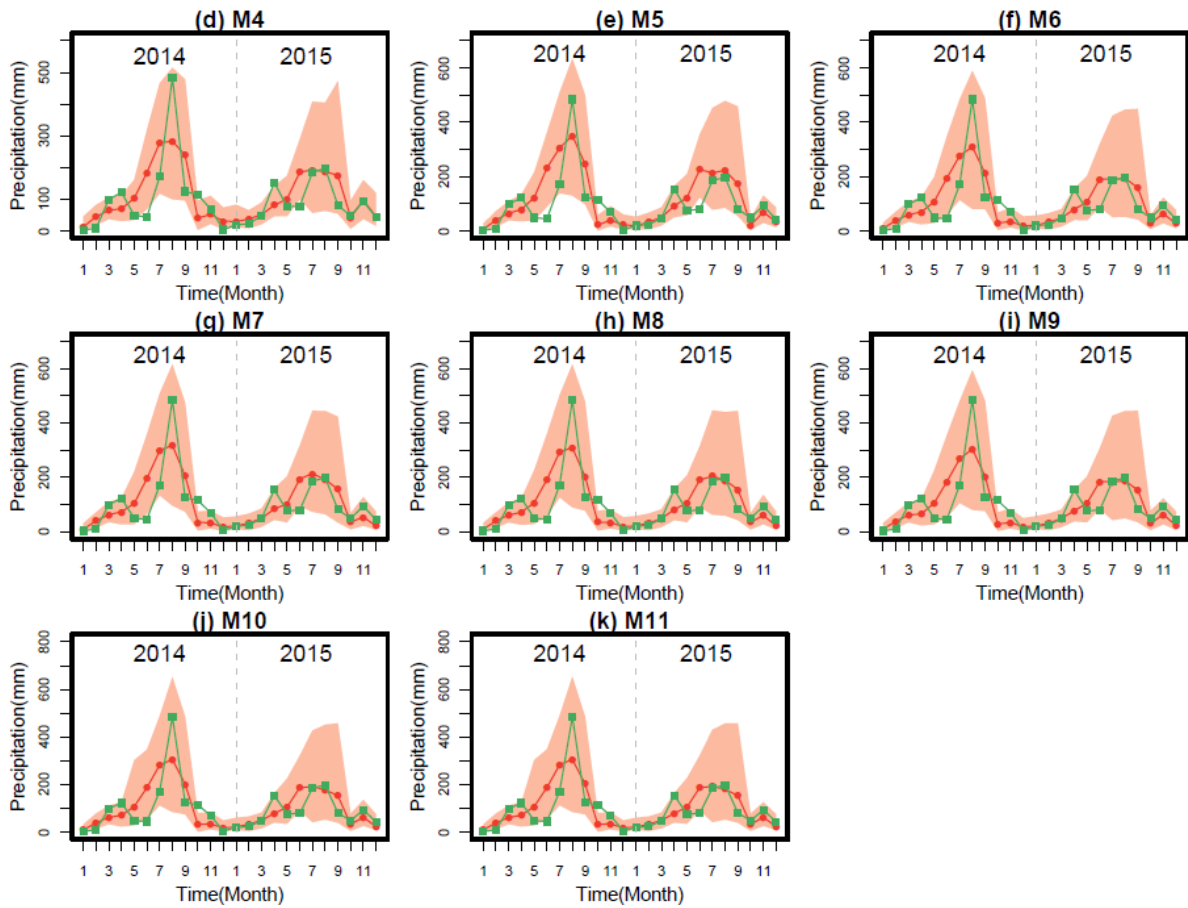 (d) M4 (e) M5 (f) M6
2014 2015 2014 2015 2014 2015
Precipitation(mm) Precipitation(mm) Precipitation(mm)
500 300 100 0
600 400 200 0
600 400 200 0
1 3 5 7 9 11 1 3 5 7 9 11 1 3 5 7 9 11 1 3 5 7 9 11 1 3 5 7 9 11 1 3 5 7 9 11
Time(Month) Time(Month) Time(Month)
(g) M7 (h) M8 (i) M9
2014 2015 2014 2015 2014 2015
Precipitation(mm) Precipitation(mm) Precipitation(mm)
600 400 200 0
600 400 200 0
600 400 200 0
1 3 5 7 9 11 1 3 5 7 9 11 1 3 5 7 9 11 1 3 5 7 9 11 1 3 5 7 9 11 1 3 5 7 9 11
Time(Month) Time(Month) Time(Month)
(j) M10 (k) M11
2014 2015 2014 2015
Precipitation(mm) Precipitation(mm)
800 600 400 200 0
800 600 400 200 0
1 3 5 7 9 11 1 3 5 7 9 11 1 3 5 7 9 11 1 3 5 7 9 11
Time(Month) Time(Month)